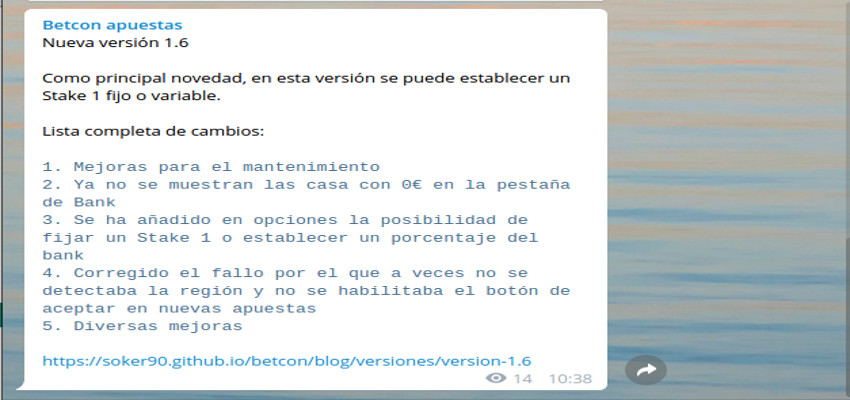 Betcon apuestas
Nueva versión 1.6
Como principal novedad, en esta versión se puede establecer un
Stake 1 fijo o variable.
Lista completa de cambios:
1. Mejoras para el mantenimiento
2. Ya no se muestran las casa con 0€ en la pestaña
de Bank
3. Se ha añadido en opciones la posibilidad de
fijar un Stake 1 o establecer un porcentaje del
bank
4. Corregido el fallo por el que a veces no se
detectaba la región y no se habilitaba el botón de
aceptar en nuevas apuestas
5. Diversas mejoras
https://soker90.github.io/betcon/blog/versiones/version-1.6
14 10:38